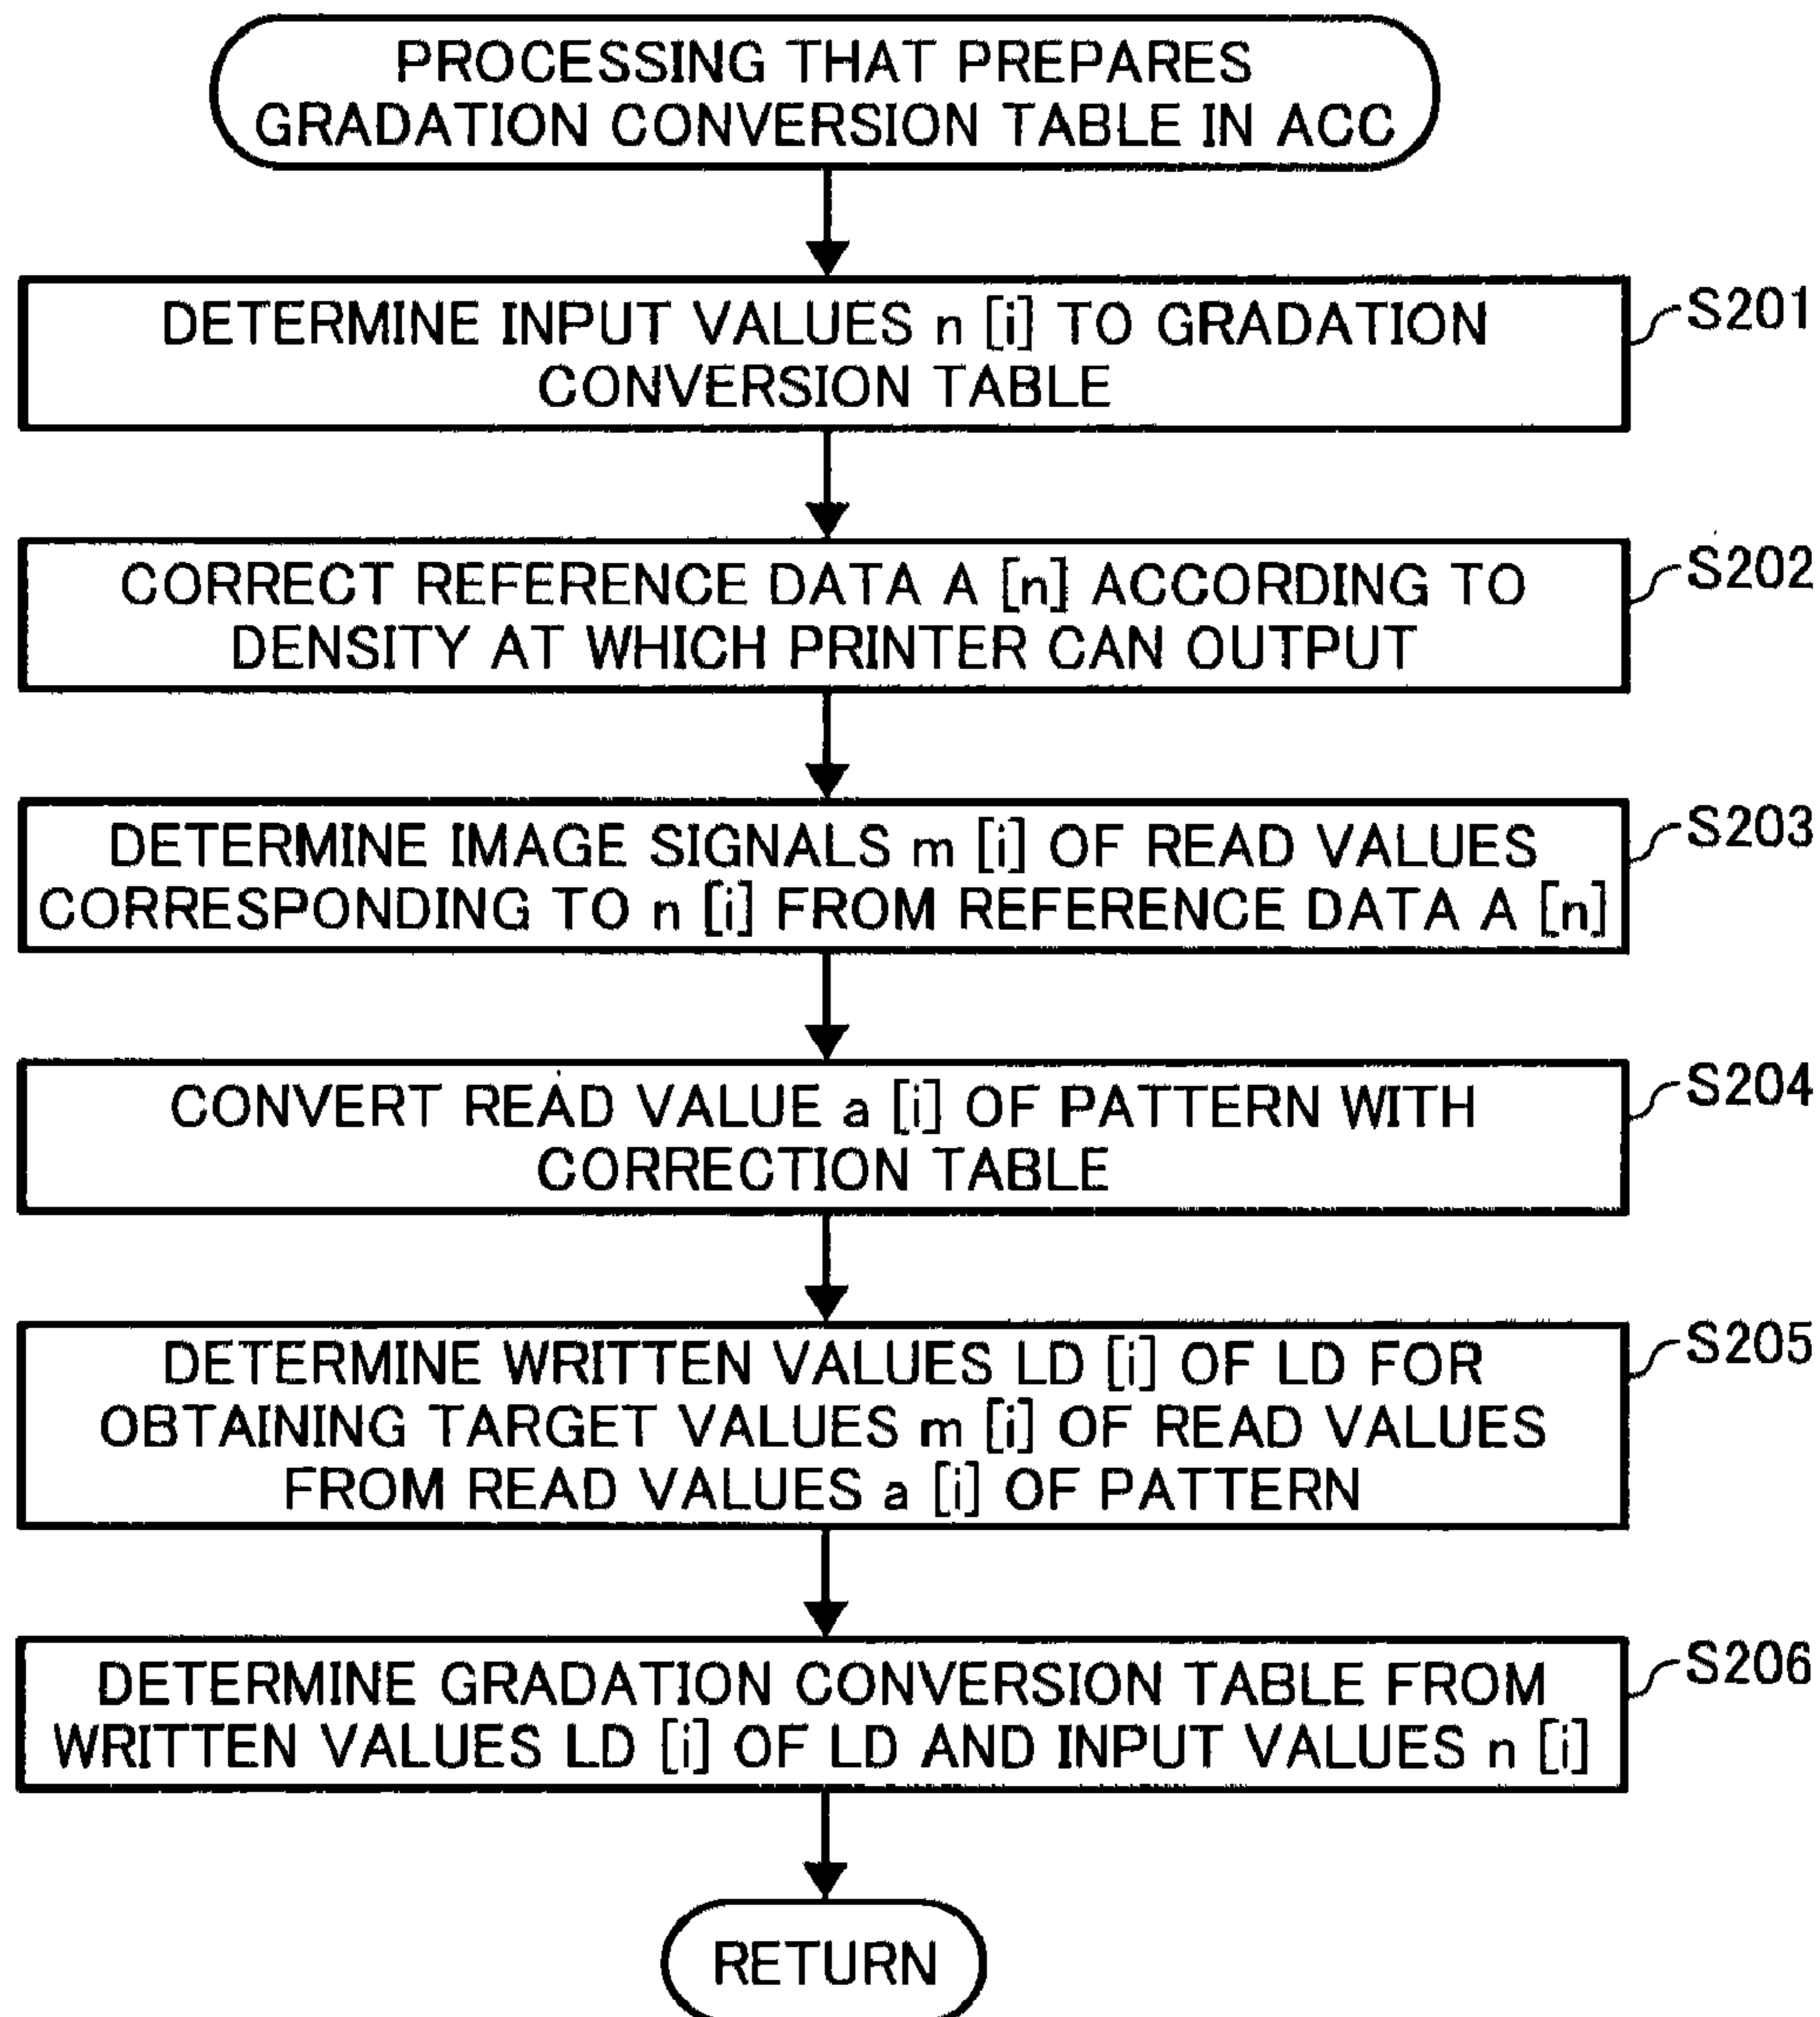 PROCESSING THAT PREPARES
GRADATION CONVERSION TABLE IN ACC
DETERMINE INPUT VALUES n [i] TO GRADATION
CONVERSION TABLE
S201
CORRECT REFERENCE DATA A [n] ACCORDING TO
DENSITY AT WHICH PRINTER CAN OUTPUT
S202
DETERMINE IMAGE SIGNALS m [i] OF READ VALUES
CORRESPONDING TO n [i] FROM REFERENCE DATA A [n]
S203
CONVERT READ VALUE a [i] OF PATTERN WITH
CORRECTION TABLE
S204
DETERMINE WRITTEN VALUES LD [i] OF LD FOR
OBTAINING TARGET VALUES m [i] OF READ VALUES
FROM READ VALUES a [i] OF PATTERN
S205
DETERMINE GRADATION CONVERSION TABLE FROM
WRITTEN VALUES LD [i] OF LD AND INPUT VALUES n [i]
S206
RETURN